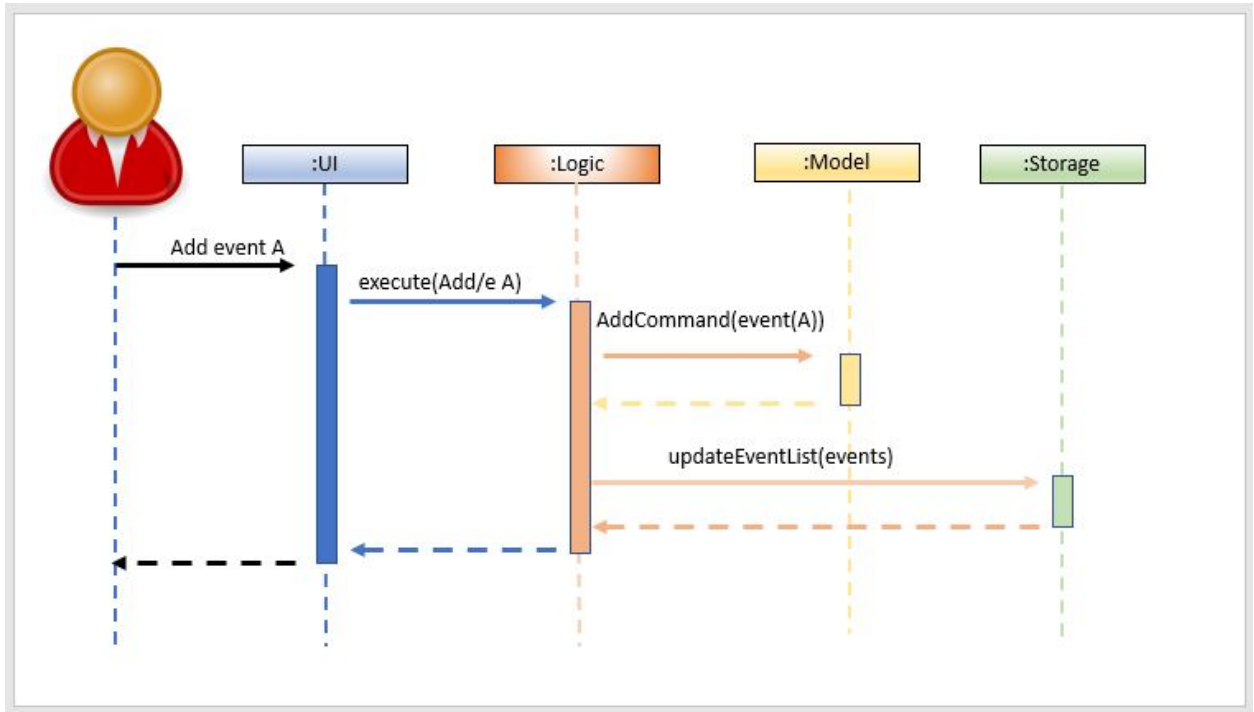 :UI
:Logic
:Model
:Storage
Add event A
execute(Add/e A)
AddCommand(event(A))
updateEventList(events)